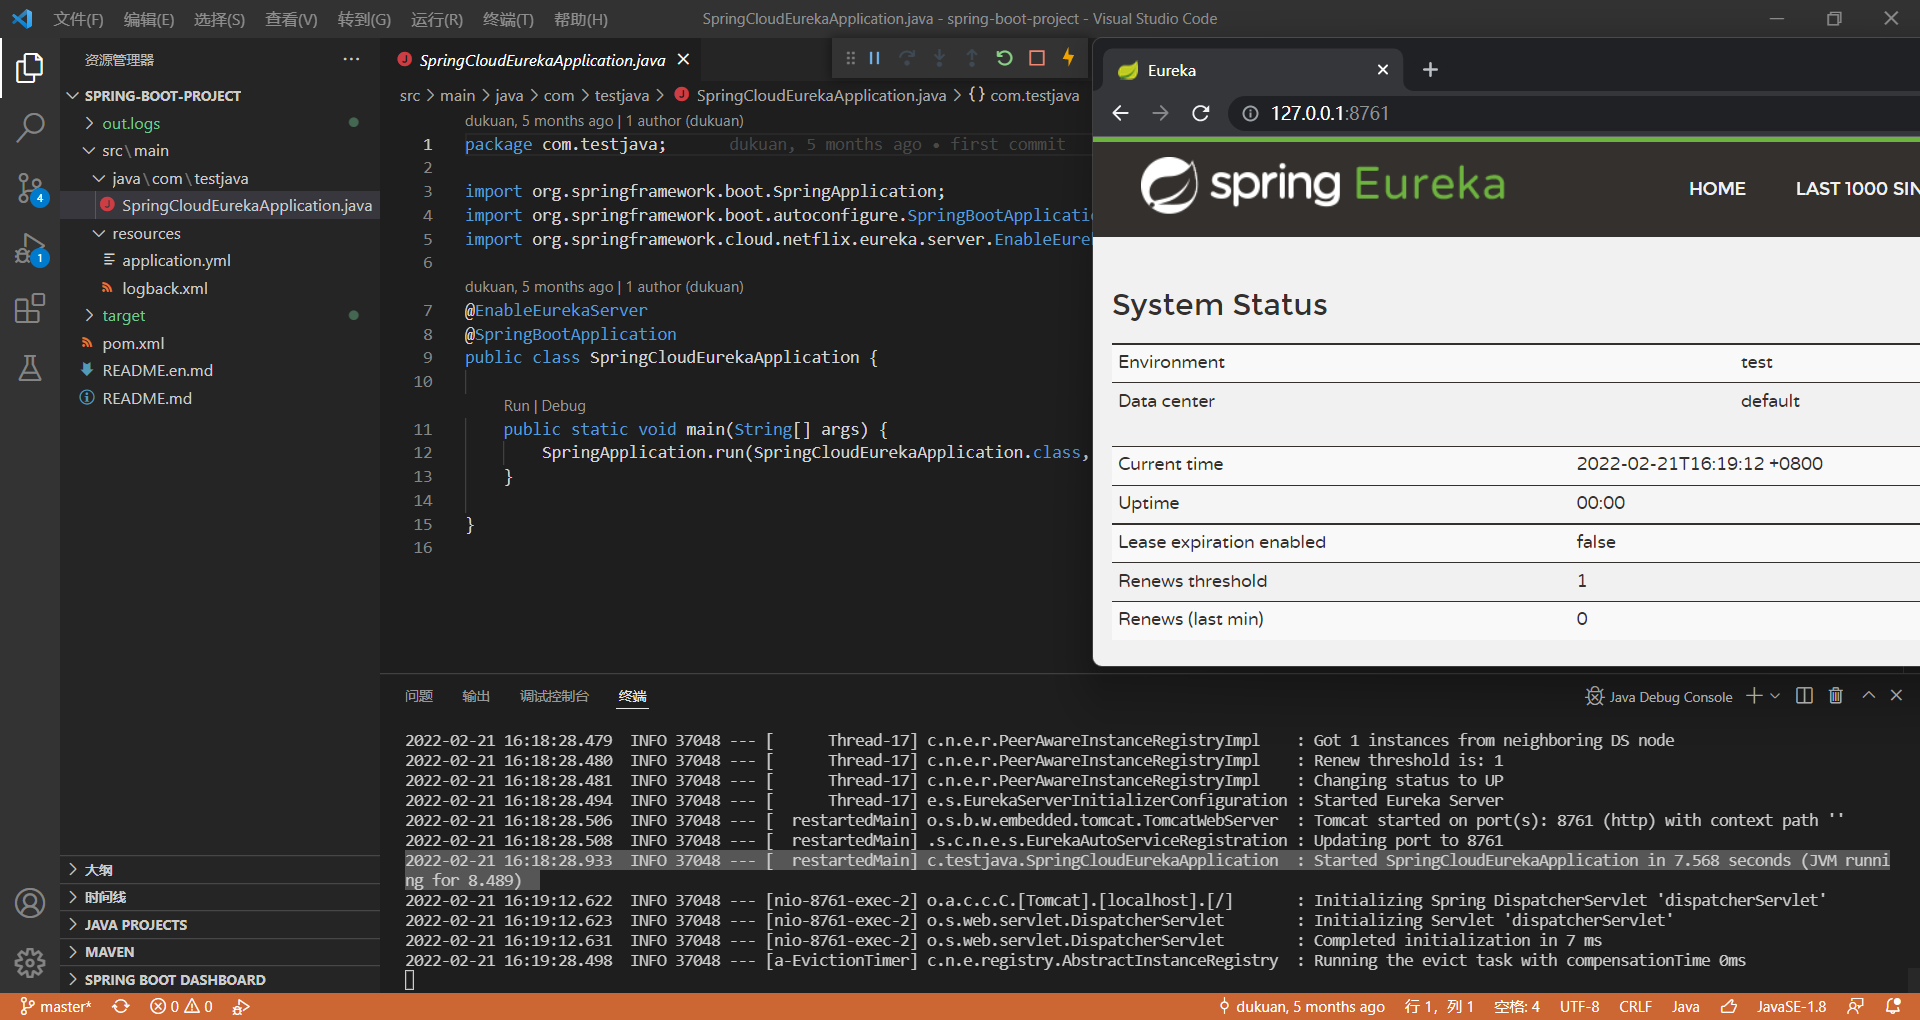 文件(F) 编辑(E) 选择(S) 查看(V) 转到(G) 运行(R) 终端(T) 帮助(H)
SpringCloudEurekaApplication.java - spring-boot-project - Visual Studio Code
资源管理器
SPRING-BOOT-PROJECT
out.logs
src\main
java\com\testjava
SpringCloudEurekaApplication.java
resources
application.yml
logback.xml
target
pom.xml
README.en.md
README.md
4
1
大纲
时间线
JAVA PROJECTS
MAVEN
SPRING BOOT DASHBOARD
SpringCloudEurekaApplication.java
src > main > java > com > testjava > SpringCloudEurekaApplication.java > {} com.testjava
dukuan, 5 months ago | 1 author (dukuan)
1 package com.testjava; dukuan, 5 months ago • first commit
2
3 import org.springframework.boot.SpringApplication;
4 import org.springframework.boot.autoconfigure.SpringBootApplicatio
5 import org.springframework.cloud.netflix.eureka.server.EnableEure
6
dukuan, 5 months ago | 1 author (dukuan)
7 @EnableEurekaServer
8 @SpringBootApplication
9 public class SpringCloudEurekaApplication {
10
Run | Debug
11 public static void main(String[] args) {
12 SpringApplication.run(SpringCloudEurekaApplication.class,
13 }
14
15 }
16
Eureka
127.0.0.1:8761
spring Eureka
HOME LAST 1000 SIN
System Status
Environment test
Data center default
Current time 2022-02-21T16:19:12 +0800
Uptime 00:00
Lease expiration enabled false
Renews threshold 1
Renews (last min) 0
问题 输出 调试控制台 终端
Java Debug Console
2022-02-21 16:18:28.479 INFO 37048 --- [ Thread-17] c.n.e.r.PeerAwareInstanceRegistryImpl : Got 1 instances from neighboring DS node
2022-02-21 16:18:28.480 INFO 37048 --- [ Thread-17] c.n.e.r.PeerAwareInstanceRegistryImpl : Renew threshold is: 1
2022-02-21 16:18:28.481 INFO 37048 --- [ Thread-17] c.n.e.r.PeerAwareInstanceRegistryImpl : Changing status to UP
2022-02-21 16:18:28.494 INFO 37048 --- [ Thread-17] e.s.EurekaServerInitializerConfiguration : Started Eureka Server
2022-02-21 16:18:28.506 INFO 37048 --- [ restartedMain] o.s.b.w.embedded.tomcat.TomcatWebServer : Tomcat started on port(s): 8761 (http) with context path ''
2022-02-21 16:18:28.508 INFO 37048 --- [ restartedMain] .s.c.n.e.s.EurekaAutoServiceRegistration : Updating port to 8761
2022-02-21 16:18:28.933 INFO 37048 --- [ restartedMain] c.testjava.SpringCloudEurekaApplication : Started SpringCloudEurekaApplication in 7.568 seconds (JVM runni
ng for 8.489)
2022-02-21 16:19:12.622 INFO 37048 --- [nio-8761-exec-2] o.a.c.c.C.[Tomcat].[localhost].[/] : Initializing Spring DispatcherServlet 'dispatcherServlet'
2022-02-21 16:19:12.623 INFO 37048 --- [nio-8761-exec-2] o.s.web.servlet.DispatcherServlet : Initializing Servlet 'dispatcherServlet'
2022-02-21 16:19:12.631 INFO 37048 --- [nio-8761-exec-2] o.s.web.servlet.DispatcherServlet : Completed initialization in 7 ms
2022-02-21 16:19:28.498 INFO 37048 --- [a-EvictionTimer] c.n.e.registry.AbstractInstanceRegistry : Running the evict task with compensationTime 0ms
master* 0 0 dukuan, 5 months ago 行 1，列 1 空格: 4 UTF-8 CRLF Java JavaSE-1.8